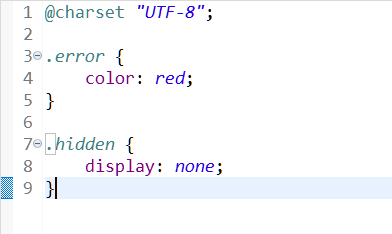 1 @charset "UTF-8";
2
3 .error {
4     color: red;
5 }
6
7 .hidden {
8     display: none;
9 }